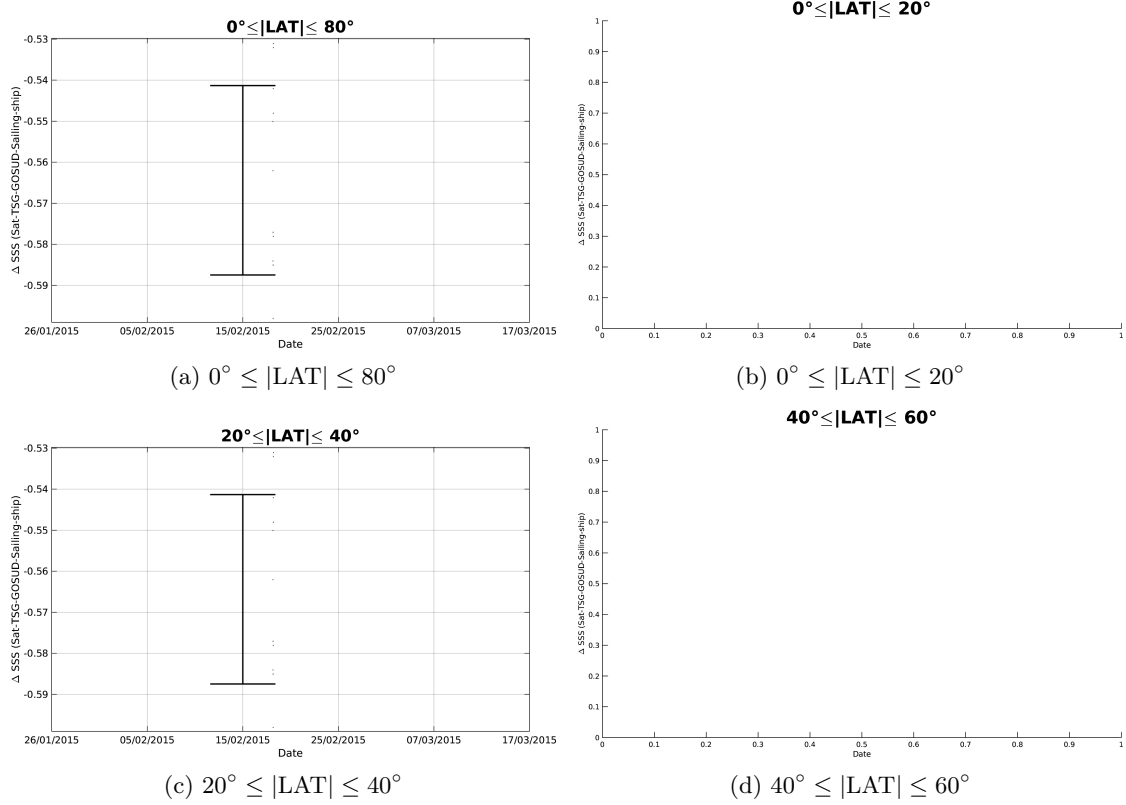 0°≤|LAT|≤ 80°
-0.53
-0.54
-0.55
-0.56
-0.57
-0.58
-0.59
Δ SSS (Sat-TSG-GOSUD-Sailing-ship)
26/01/2015 05/02/2015 15/02/2015 25/02/2015 07/03/2015 17/03/2015
Date
(a) 0° ≤ |LAT| ≤ 80°
0°≤|LAT|≤ 20°
1
0.9
0.8
0.7
0.6
0.5
0.4
0.3
0.2
0.1
0
Δ SSS (Sat-TSG-GOSUD-Sailing-ship)
0 0.1 0.2 0.3 0.4 0.5 0.6 0.7 0.8 0.9 1
Date
(b) 0° ≤ |LAT| ≤ 20°
20°≤|LAT|≤ 40°
-0.53
-0.54
-0.55
-0.56
-0.57
-0.58
-0.59
Δ SSS (Sat-TSG-GOSUD-Sailing-ship)
26/01/2015 05/02/2015 15/02/2015 25/02/2015 07/03/2015 17/03/2015
Date
(c) 20° ≤ |LAT| ≤ 40°
40°≤|LAT|≤ 60°
1
0.9
0.8
0.7
0.6
0.5
0.4
0.3
0.2
0.1
0
Δ SSS (Sat-TSG-GOSUD-Sailing-ship)
0 0.1 0.2 0.3 0.4 0.5 0.6 0.7 0.8 0.9 1
Date
(d) 40° ≤ |LAT| ≤ 60°